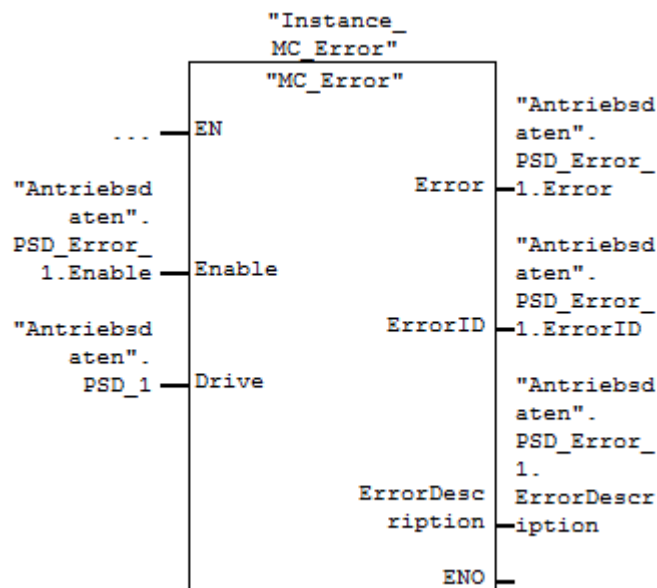 "Instance_
MC_Error"
"MC_Error"
... EN
"Antriebsd
aten".
PSD_Error_
1.Enable Enable
"Antriebsd
aten".
PSD_1 Drive
"Antriebsd
aten".
PSD_Error_
Error 1.Error
"Antriebsd
aten".
PSD_Error_
ErrorID 1.ErrorID
"Antriebsd
aten".
PSD_Error_
1.
ErrorDesc ErrorDescr
ription iption
ENO